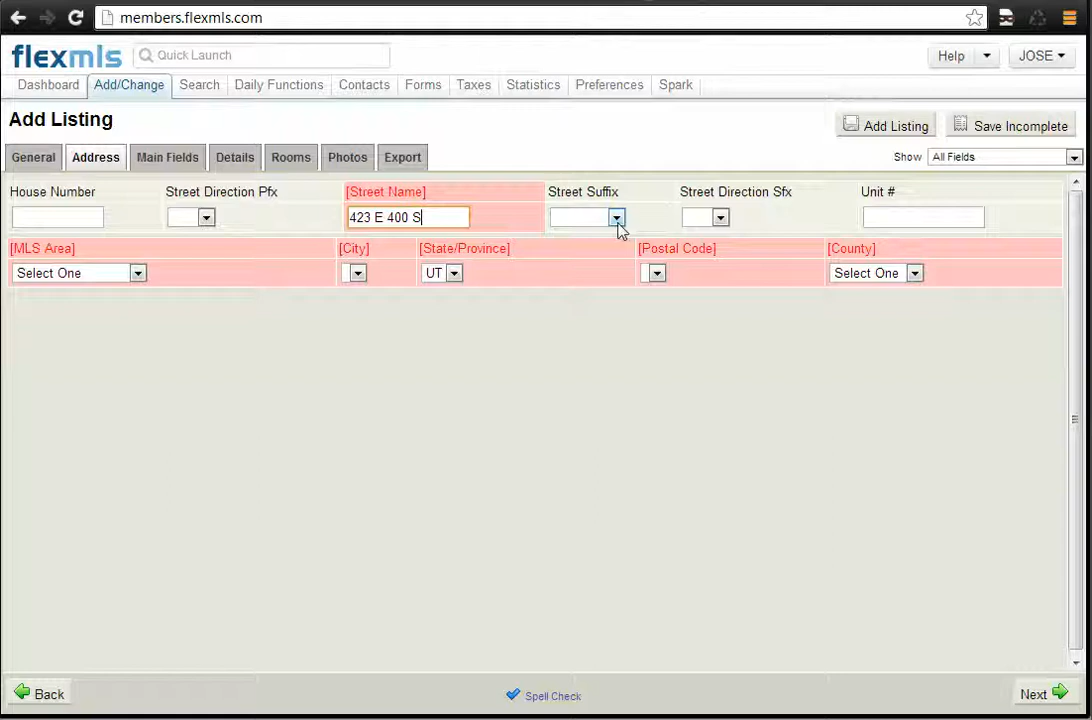 members.flexmls.com
flexmls Quick Launch Help JOSE
Dashboard Add/Change Search Daily Functions Contacts Forms Taxes Statistics Preferences Spark
Add Listing
Add Listing Save Incomplete
General Address Main Fields Details Rooms Photos Export Show All Fields
House Number Street Direction Pfx [Street Name] Street Suffix Street Direction Sfx Unit #
423 E 400 S
[MLS Area] [City] [State/Province] [Postal Code] [County]
Select One UT Select One
Back Spell Check Next